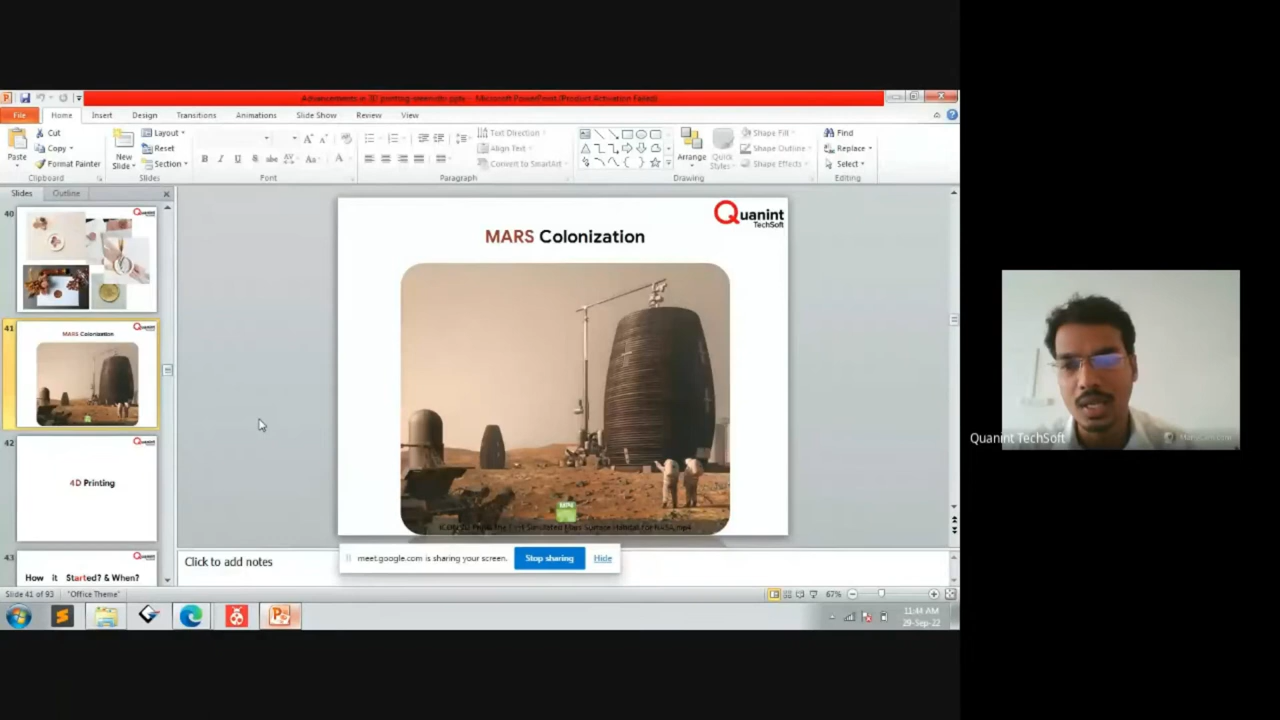 Advancements in 3D printing-
Microsoft PowerPoint (Product Activation Failed)
File
Home
Insert
Design
Transitions
Animations
Slide Show
Review
View
Cut
Copy
Format Painter
Paste
Clipboard
New Slide
Layout
Reset
Section
Slides
Font
Text Direction
Align Text
Convert to SmartArt
Paragraph
Arrange
Quick Styles
Shape Fill
Shape Outline
Shape Effects
Drawing
Find
Replace
Select
Editing
Slides
Outline
40
41
MARS Colonization
42
4D Printing
43
How it Started? & When?
Quanint
TechSoft
MARS Colonization
Click to add notes
meet.google.com is sharing your screen.
Stop sharing
Hide
Slide 41 of 93
"Office Theme"
67%
11:44 AM
29-Sep-22
Quanint TechSoft